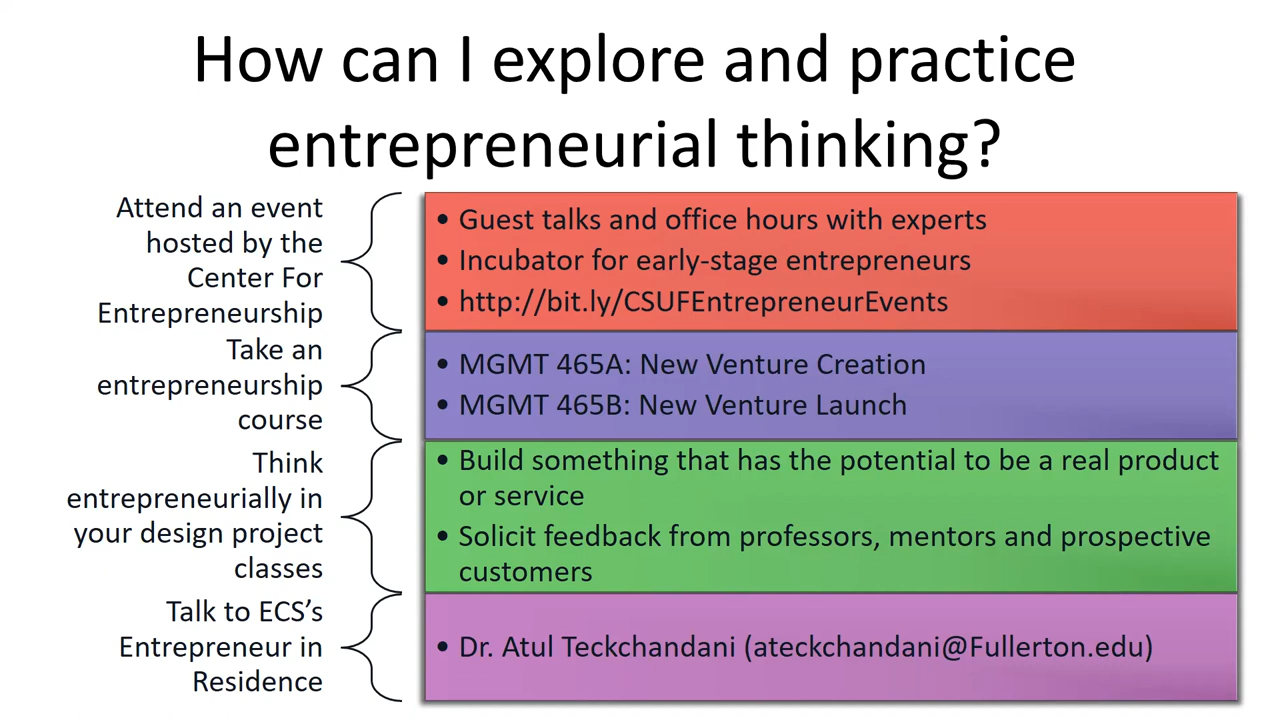 How can I explore and practice
entrepreneurial thinking?
Attend an event
hosted by the
Center For
Entrepreneurship
• Guest talks and office hours with experts
• Incubator for early-stage entrepreneurs
• http://bit.ly/CSUFEntrepreneurEvents
Take an
entrepreneurship
course
• MGMT 465A: New Venture Creation
• MGMT 465B: New Venture Launch
Think
entrepreneurially in
your design project
classes
• Build something that has the potential to be a real product
or service
• Solicit feedback from professors, mentors and prospective
customers
Talk to ECS’s
Entrepreneur in
Residence
• Dr. Atul Teckchandani (ateckchandani@Fullerton.edu)